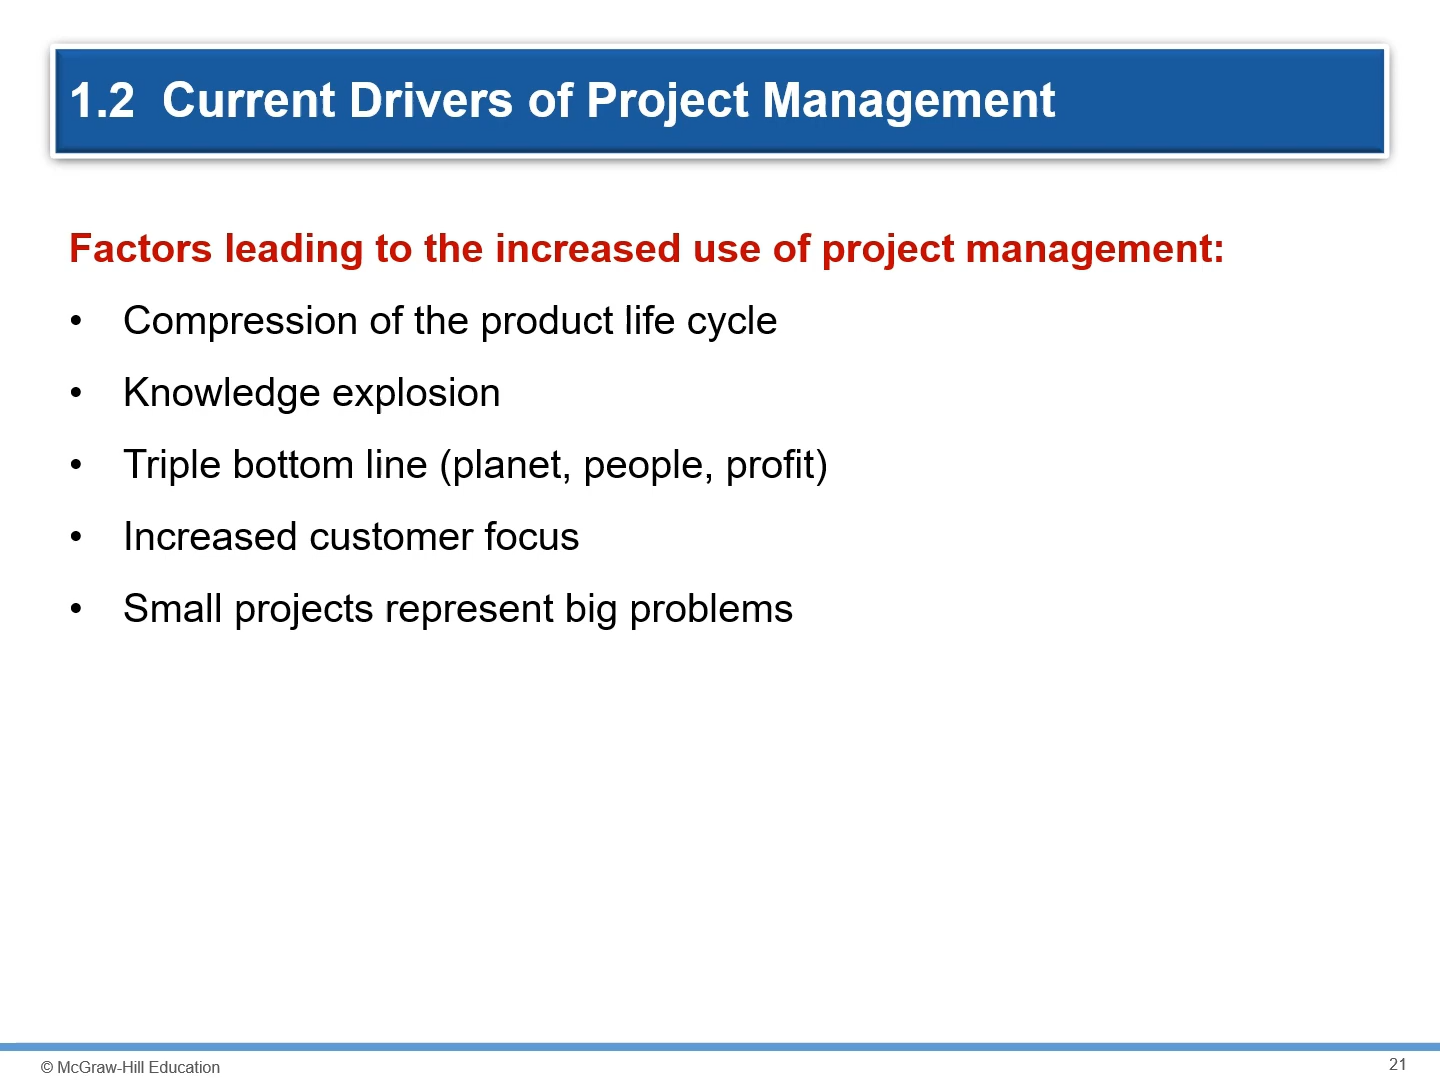 1.2 Current Drivers of Project Management
Factors leading to the increased use of project management:
• Compression of the product life cycle
• Knowledge explosion
• Triple bottom line (planet, people, profit)
• Increased customer focus
• Small projects represent big problems
© McGraw-Hill Education
21